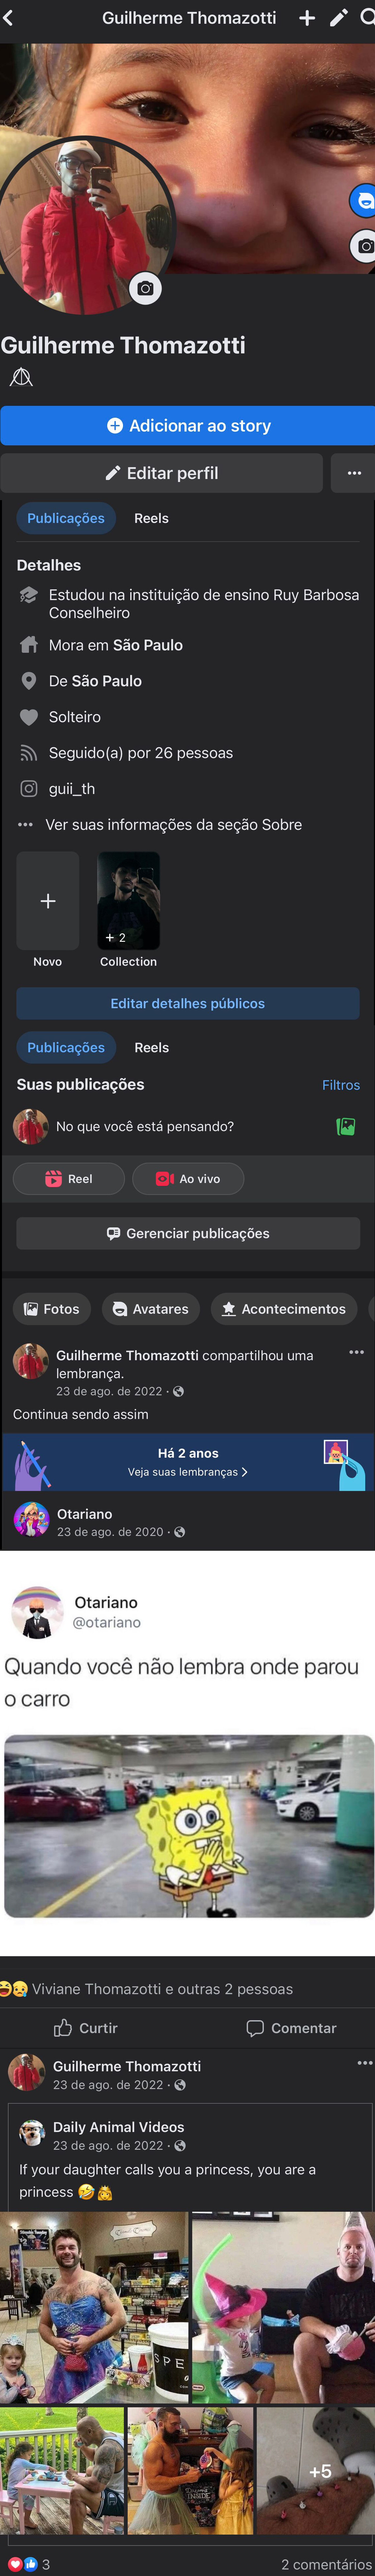 Guilherme Thomazotti
Guilherme Thomazotti
Adicionar ao story
Editar perfil
Publicações Reels
Detalhes
Estudou na instituição de ensino Ruy Barbosa
Conselheiro
Mora em São Paulo
De São Paulo
Solteiro
Seguido(a) por 26 pessoas
guii_th
Ver suas informações da seção Sobre
+ 2
Novo Collection
Editar detalhes públicos
Publicações Reels
Suas publicações Filtros
No que você está pensando?
Reel Ao vivo
Gerenciar publicações
Fotos Avatares Acontecimentos
Guilherme Thomazotti compartilhou uma
lembrança.
23 de ago. de 2022 ·
Continua sendo assim
Há 2 anos
Veja suas lembranças
Otariano
23 de ago. de 2020 ·
Otariano
@otariano
Quando você não lembra onde parou
o carro
Viviane Thomazotti e outras 2 pessoas
Curtir Comentar
Guilherme Thomazotti
23 de ago. de 2022 ·
Daily Animal Videos
23 de ago. de 2022 ·
If your daughter calls you a princess, you are a
princess 🤣👸
SPE
INSIDE
+5
3 2 comentários